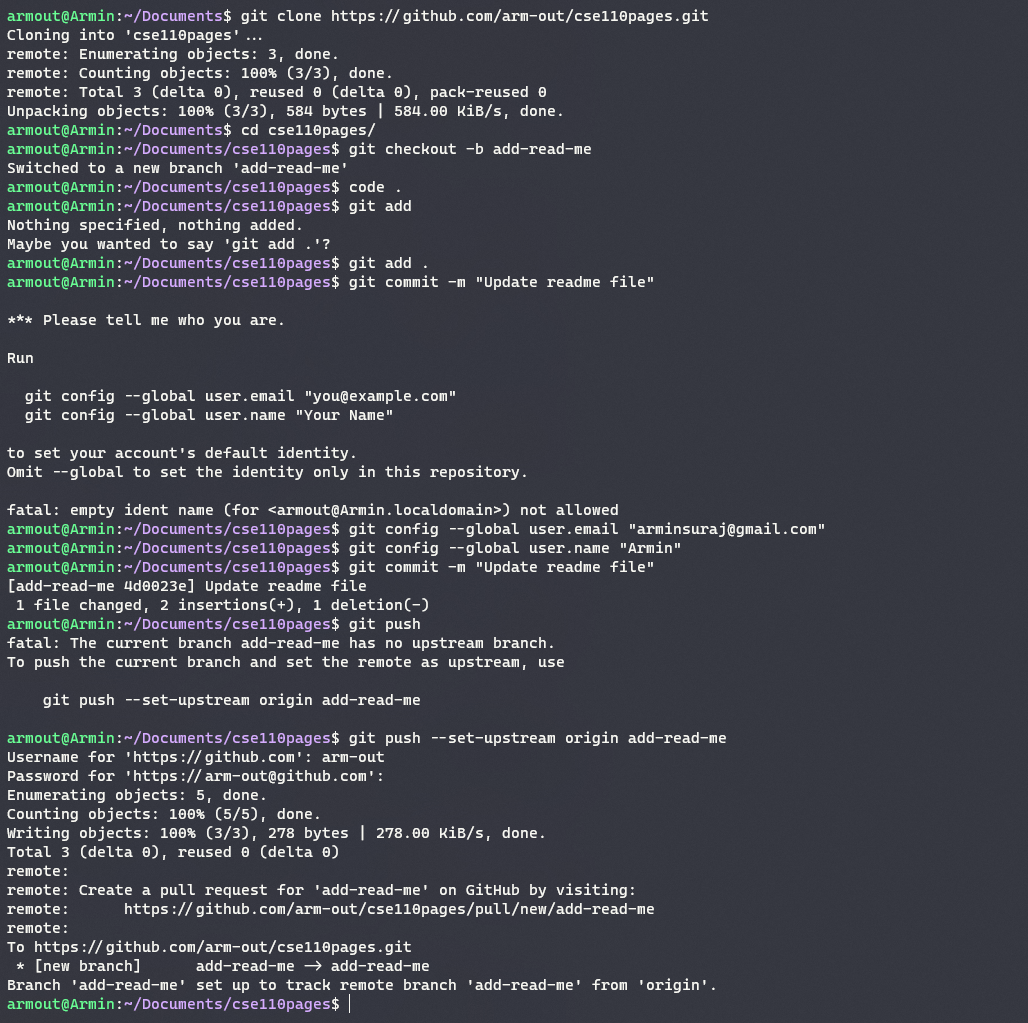 armout@Armin:~/Documents$ git clone https://github.com/arm-out/cse110pages.git
Cloning into 'cse110pages'...
remote: Enumerating objects: 3, done.
remote: Counting objects: 100% (3/3), done.
remote: Total 3 (delta 0), reused 0 (delta 0), pack-reused 0
Unpacking objects: 100% (3/3), 584 bytes | 584.00 KiB/s, done.
armout@Armin:~/Documents$ cd cse110pages/
armout@Armin:~/Documents/cse110pages$ git checkout -b add-read-me
Switched to a new branch 'add-read-me'
armout@Armin:~/Documents/cse110pages$ code .
armout@Armin:~/Documents/cse110pages$ git add
Nothing specified, nothing added.
Maybe you wanted to say 'git add .'?
armout@Armin:~/Documents/cse110pages$ git add .
armout@Armin:~/Documents/cse110pages$ git commit -m "Update readme file"

*** Please tell me who you are.

Run

  git config --global user.email "you@example.com"
  git config --global user.name "Your Name"

to set your account's default identity.
Omit --global to set the identity only in this repository.

fatal: empty ident name (for <armout@Armin.localdomain>) not allowed
armout@Armin:~/Documents/cse110pages$ git config --global user.email "arminsuraj@gmail.com"
armout@Armin:~/Documents/cse110pages$ git config --global user.name "Armin"
armout@Armin:~/Documents/cse110pages$ git commit -m "Update readme file"
[add-read-me 4d0023e] Update readme file
 1 file changed, 2 insertions(+), 1 deletion(-)
armout@Armin:~/Documents/cse110pages$ git push
fatal: The current branch add-read-me has no upstream branch.
To push the current branch and set the remote as upstream, use

    git push --set-upstream origin add-read-me

armout@Armin:~/Documents/cse110pages$ git push --set-upstream origin add-read-me
Username for 'https://github.com': arm-out
Password for 'https://arm-out@github.com':
Enumerating objects: 5, done.
Counting objects: 100% (5/5), done.
Writing objects: 100% (3/3), 278 bytes | 278.00 KiB/s, done.
Total 3 (delta 0), reused 0 (delta 0)
remote:
remote: Create a pull request for 'add-read-me' on GitHub by visiting:
remote:      https://github.com/arm-out/cse110pages/pull/new/add-read-me
remote:
To https://github.com/arm-out/cse110pages.git
 * [new branch]      add-read-me -> add-read-me
Branch 'add-read-me' set up to track remote branch 'add-read-me' from 'origin'.
armout@Armin:~/Documents/cse110pages$